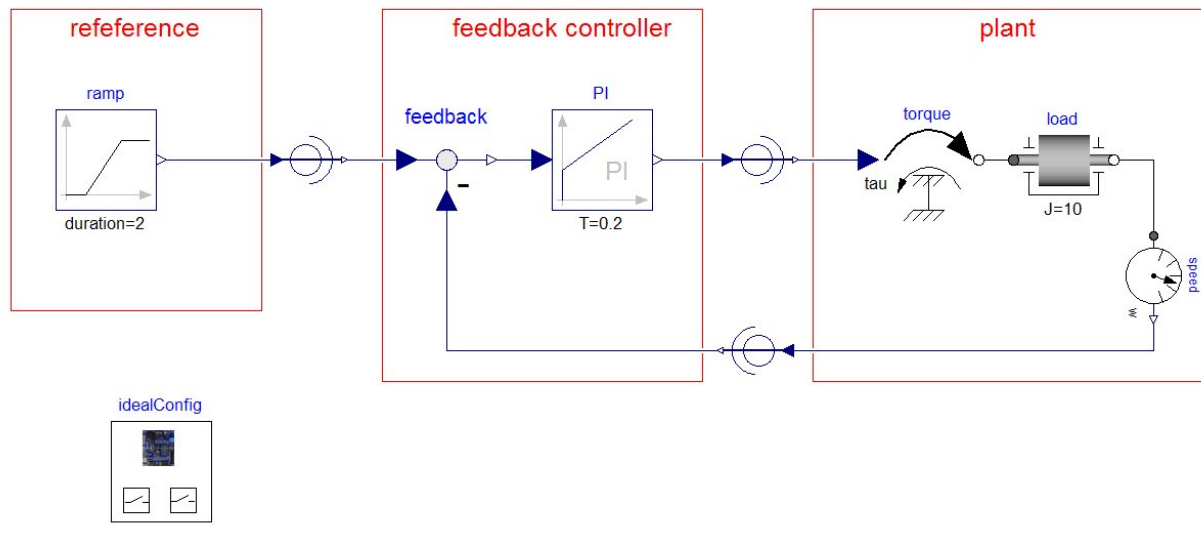 refeference
feedback controller
plant
ramp
PI
feedback
torque
load
PI
-
tau
duration=2
T=0.2
J=10
speed
w
idealConfig